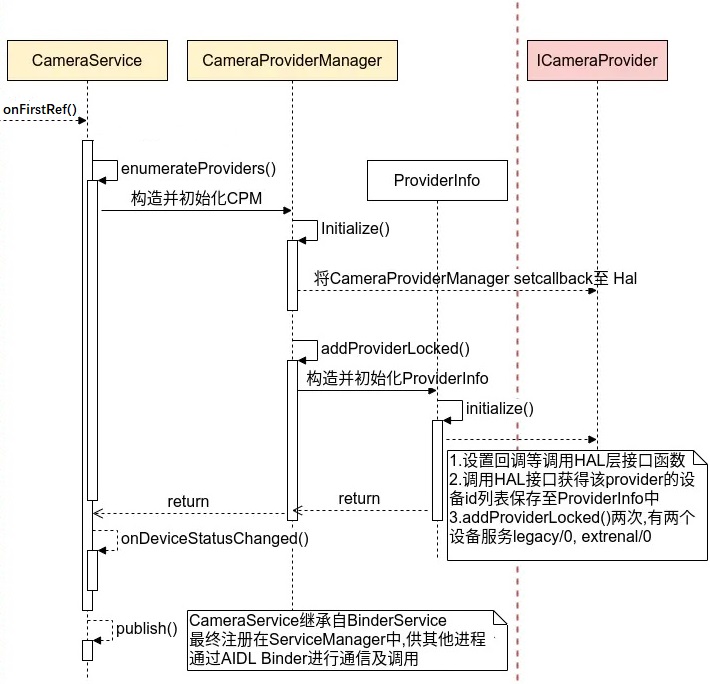 CameraService
CameraProviderManager
ICameraProvider
onFirstRef()
enumerateProviders()
ProviderInfo
构造并初始化CPM
Initialize()
将CameraProviderManager setcallback至 Hal
addProviderLocked()
构造并初始化ProviderInfo
initialize()
1.设置回调等调用HAL层接口函数
2.调用HAL接口获得该provider的设
备id列表保存至ProviderInfo中
3.addProviderLocked()两次,有两个
设备服务legacy/0, extrenal/0
return
return
onDeviceStatusChanged()
publish()
CameraService继承自BinderService
最终注册在ServiceManager中,供其他进程
通过AIDL Binder进行通信及调用